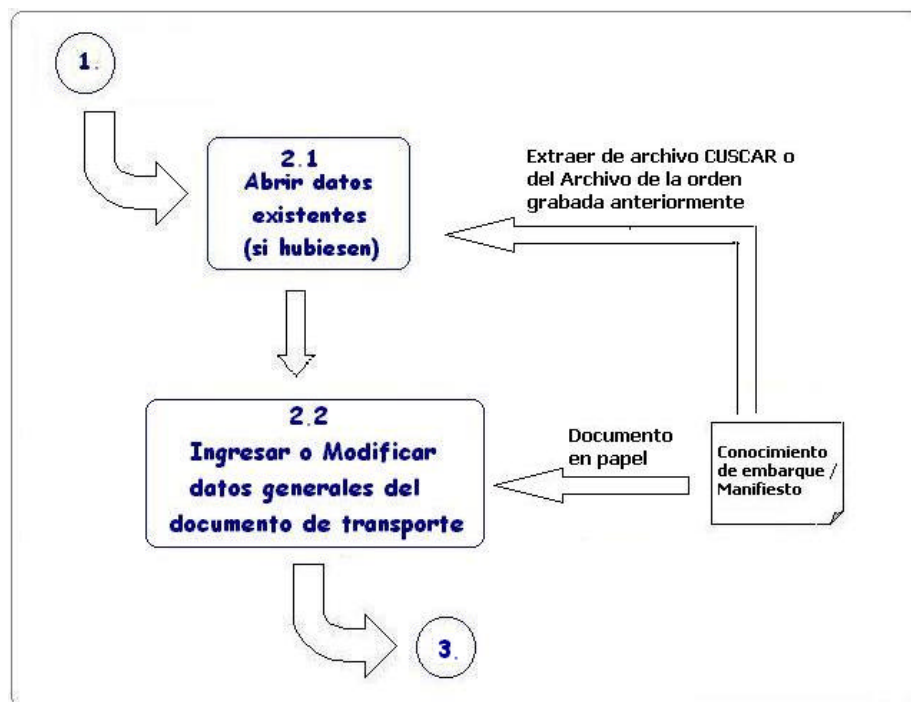 1.
2.1
Abrir datos
existentes
(si hubiesen)
Extraer de archivo CUSCAR o
del Archivo de la orden
grabada anteriormente
2.2
Ingresar o Modificar
datos generales del
documento de transporte
Documento
en papel
Conocimiento
de embarque /
Manifiesto
3.